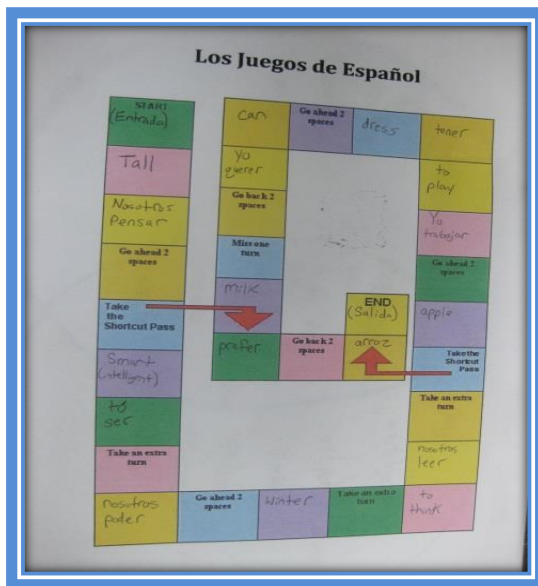 Los Juegos de Español
START
(Entrada)
Tall
Nosotros
Pensar
Go ahead 2
spaces
Take
the
Shortcut Pass
Smart
(intelligent)
tú
ser
Take an extra
turn
nosotros
poder
Go ahead 2
spaces
Winter
Take an extra
turn
to
think
nosotros
leer
Take an extra
turn
Take the
Shortcut
Pass
apple
Go ahead 2
spaces
Yo
trabajar
to
play
tener
dress
Go ahead 2
spaces
can
Yo
querer
Go back 2
spaces
Miss one
turn
milk
prefer
Go back 2
spaces
arroz
END
(Salida)